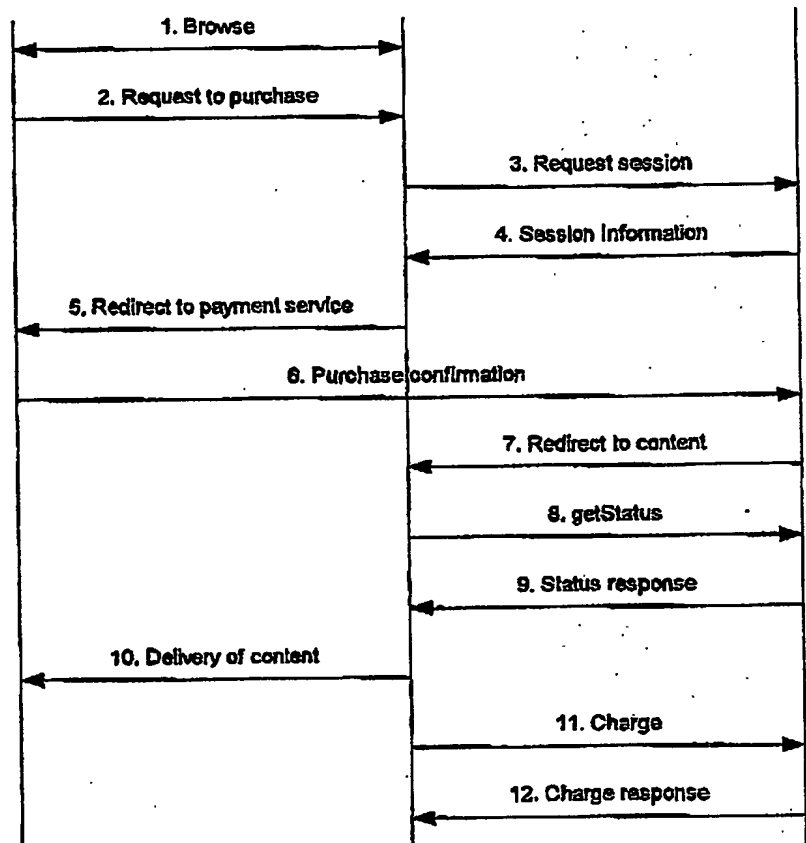 1. Browse
2. Request to purchase
3. Request session
4. Session information
5. Redirect to payment service
6. Purchase confirmation
7. Redirect to content
8. getStatus
9. Status response
10. Delivery of content
11. Charge
12. Charge response